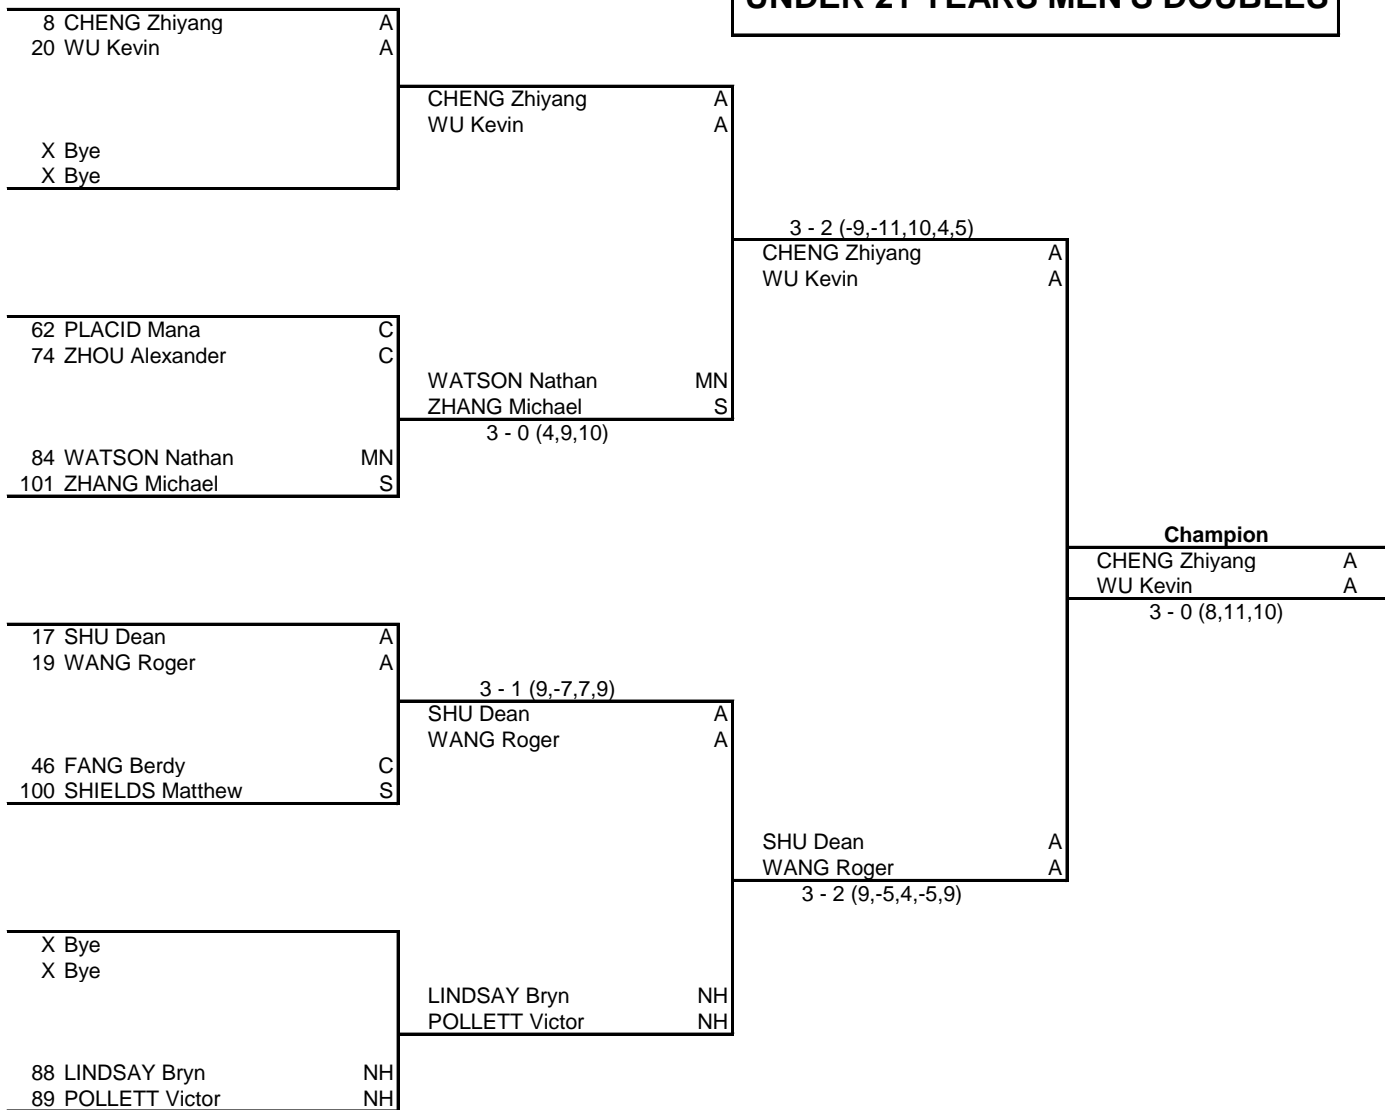 UNDER 21 YEARS MEN'S DOUBLES
8 CHENG Zhiyang A
20 WU Kevin A
X Bye
X Bye
62 PLACID Mana C
74 ZHOU Alexander C
84 WATSON Nathan MN
101 ZHANG Michael S
17 SHU Dean A
19 WANG Roger A
46 FANG Berdy C
100 SHIELDS Matthew S
X Bye
X Bye
88 LINDSAY Bryn NH
89 POLLETT Victor NH
CHENG Zhiyang A
WU Kevin A
WATSON Nathan MN
ZHANG Michael S
3 - 0 (4,9,10)
3 - 1 (9,-7,7,9)
SHU Dean A
WANG Roger A
LINDSAY Bryn NH
POLLETT Victor NH
3 - 2 (-9,-11,10,4,5)
CHENG Zhiyang A
WU Kevin A
SHU Dean A
WANG Roger A
3 - 2 (9,-5,4,-5,9)
Champion
CHENG Zhiyang A
WU Kevin A
3 - 0 (8,11,10)